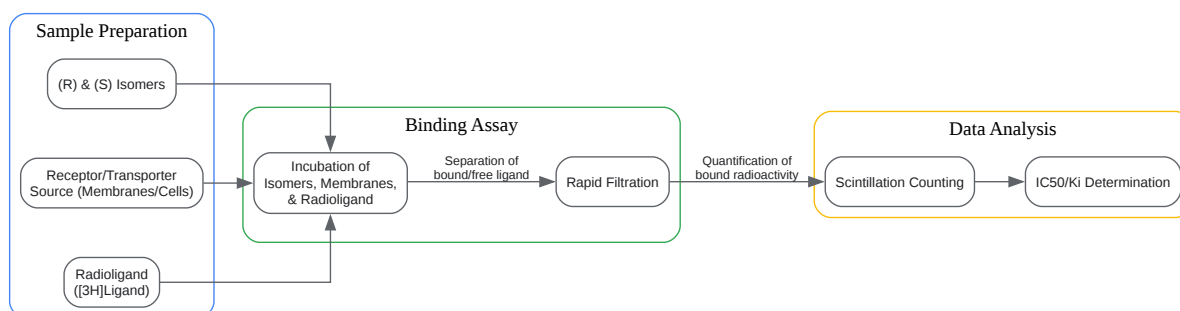 Sample Preparation
(R) & (S) Isomers
Receptor/Transporter
Source (Membranes/Cells)
Radioligand
([3H]Ligand)
Binding Assay
Incubation of
Isomers, Membranes,
& Radioligand
Separation of
bound/free ligand
Rapid Filtration
Quantification of
bound radioactivity
Data Analysis
Scintillation Counting
IC50/Ki Determination